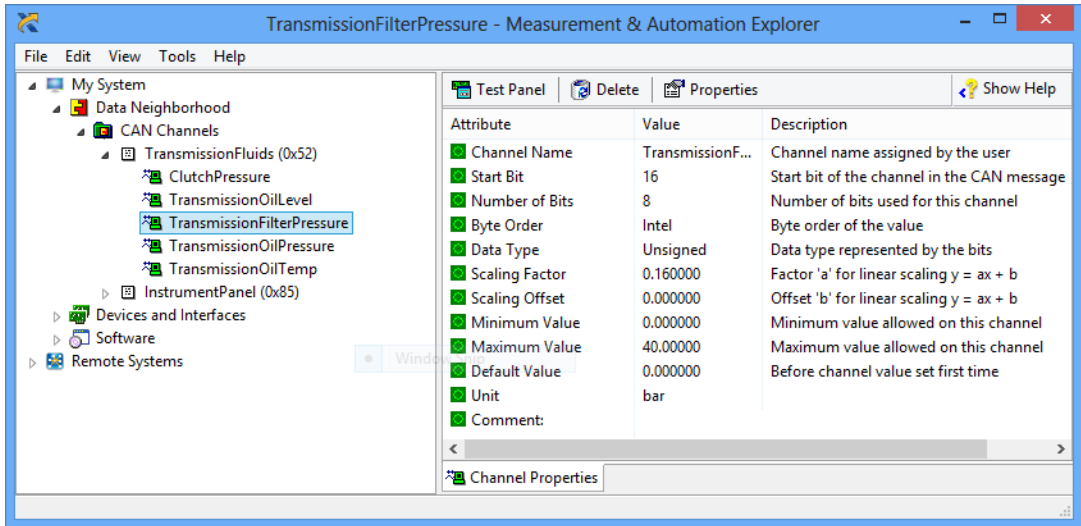 TransmissionFilterPressure - Measurement & Automation Explorer
File Edit View Tools Help
My System
Data Neighborhood
CAN Channels
TransmissionFluids (0x52)
ClutchPressure
TransmissionOilLevel
TransmissionFilterPressure
TransmissionOilPressure
TransmissionOilTemp
InstrumentPanel (0x85)
Devices and Interfaces
Software
Remote Systems
Window Snip
Test Panel Delete Properties Show Help
Attribute Value Description
Channel Name TransmissionF... Channel name assigned by the user
Start Bit 16 Start bit of the channel in the CAN message
Number of Bits 8 Number of bits used for this channel
Byte Order Intel Byte order of the value
Data Type Unsigned Data type represented by the bits
Scaling Factor 0.160000 Factor 'a' for linear scaling y = ax + b
Scaling Offset 0.000000 Offset 'b' for linear scaling y = ax + b
Minimum Value 0.000000 Minimum value allowed on this channel
Maximum Value 40.00000 Maximum value allowed on this channel
Default Value 0.000000 Before channel value set first time
Unit bar
Comment:
Channel Properties